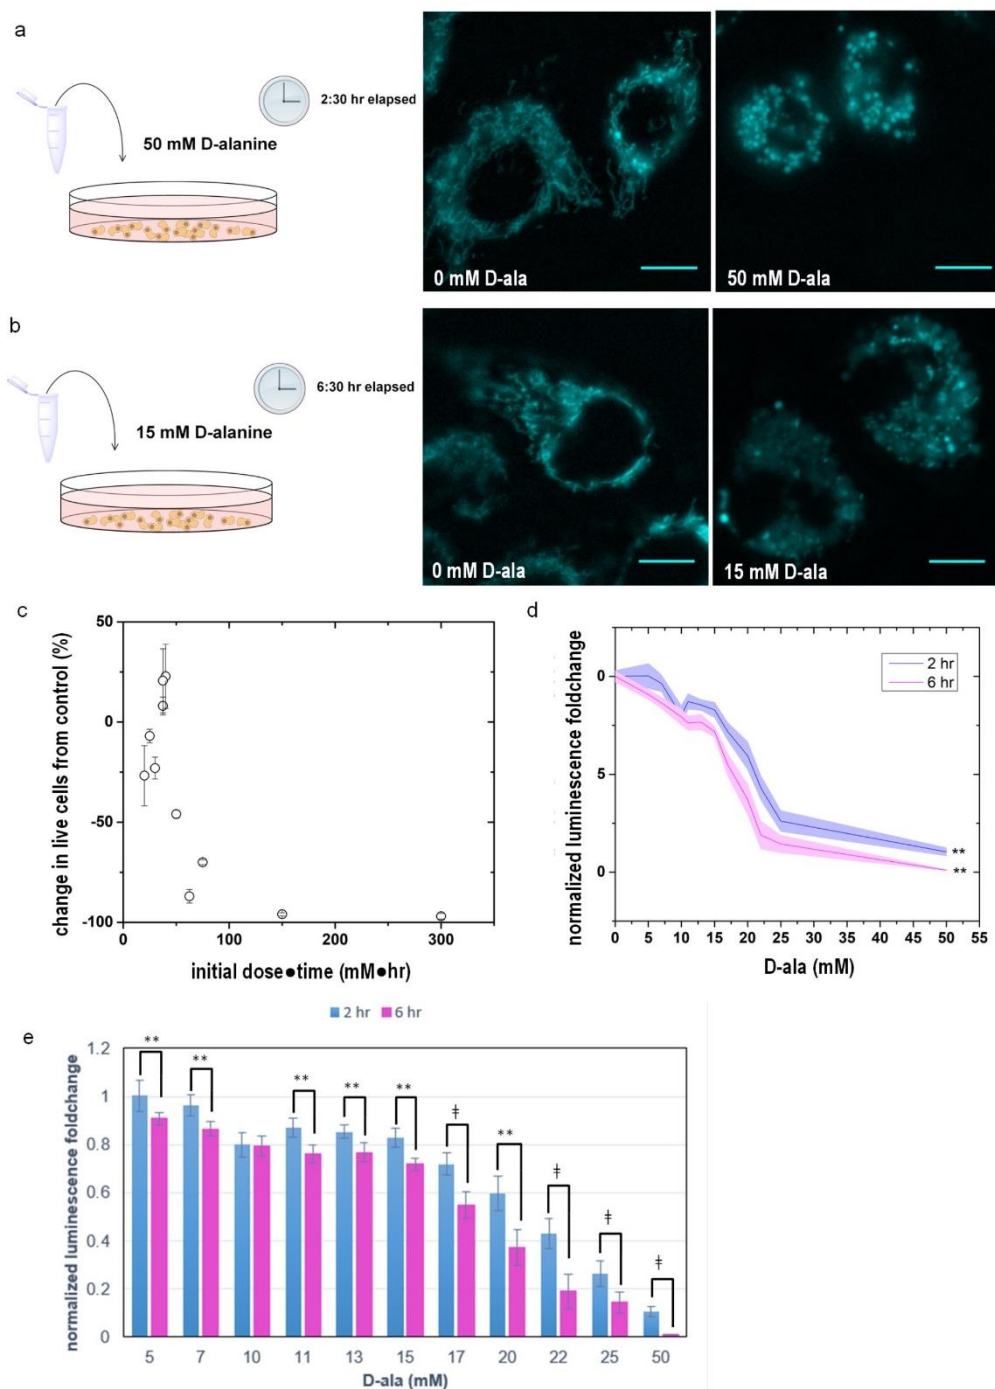 a
2:30 hr elapsed
50 mM D-alanine
0 mM D-ala
50 mM D-ala
b
6:30 hr elapsed
15 mM D-alanine
0 mM D-ala
15 mM D-ala
c
change in live cells from control (%)
50
0
-50
-100
0 100 200 300
initial dose●time (mM●hr)
d
normalized luminescence foldchange
0
5
0
2 hr
6 hr
**
**
0 5 10 15 20 25 30 35 40 45 50 55
D-ala (mM)
2 hr 6 hr
e
normalized luminescence foldchange
1.2
1
0.8
0.6
0.4
0.2
0
** ** ** ** ** ‡ ** ‡ ‡ ‡
5 7 10 11 13 15 17 20 22 25 50
D-ala (mM)